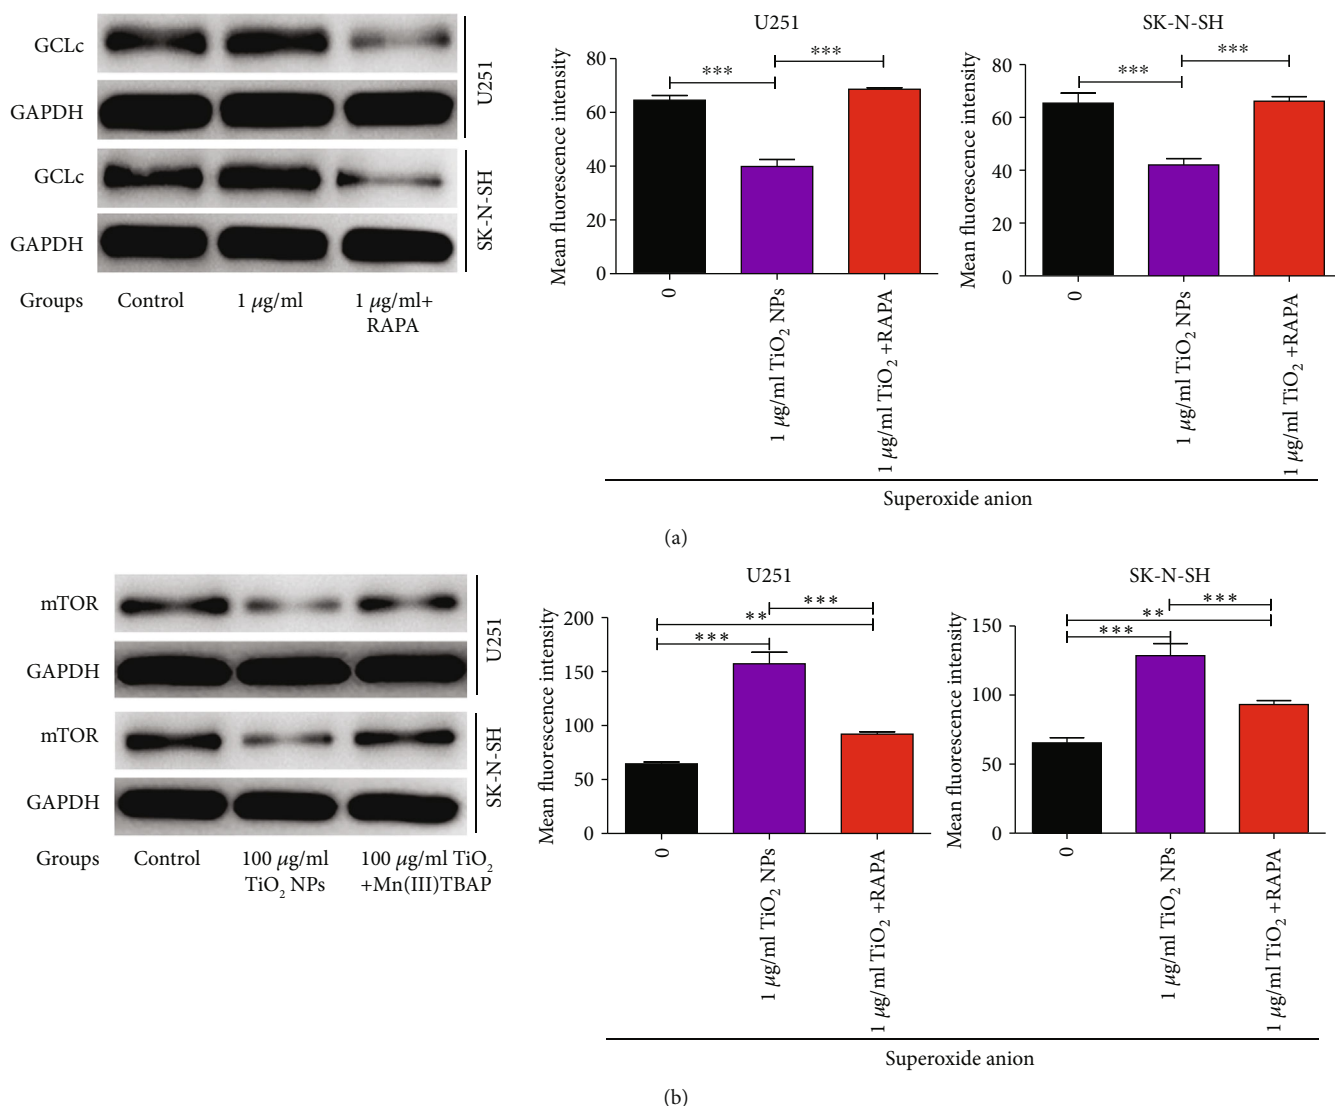 GCLc
GAPDH
U251
GCLc
GAPDH
SK-N-SH
Groups
Control
1 µg/ml
1 µg/ml+
RAPA
U251
Mean fluorescence intensity
80
60
40
20
0
***
***
0
1 µg/ml TiO2 NPs
1 µg/ml TiO2 +RAPA
SK-N-SH
Mean fluorescence intensity
80
60
40
20
0
***
***
0
1 µg/ml TiO2 NPs
1 µg/ml TiO2 +RAPA
Superoxide anion
(a)
mTOR
GAPDH
U251
mTOR
GAPDH
SK-N-SH
Groups
Control
100 µg/ml
TiO2 NPs
100 µg/ml TiO2
+Mn(III)TBAP
U251
Mean fluorescence intensity
200
150
100
50
0
***
**
***
0
1 µg/ml TiO2 NPs
1 µg/ml TiO2 +RAPA
SK-N-SH
Mean fluorescence intensity
150
100
50
0
***
**
***
0
1 µg/ml TiO2 NPs
1 µg/ml TiO2 +RAPA
Superoxide anion
(b)